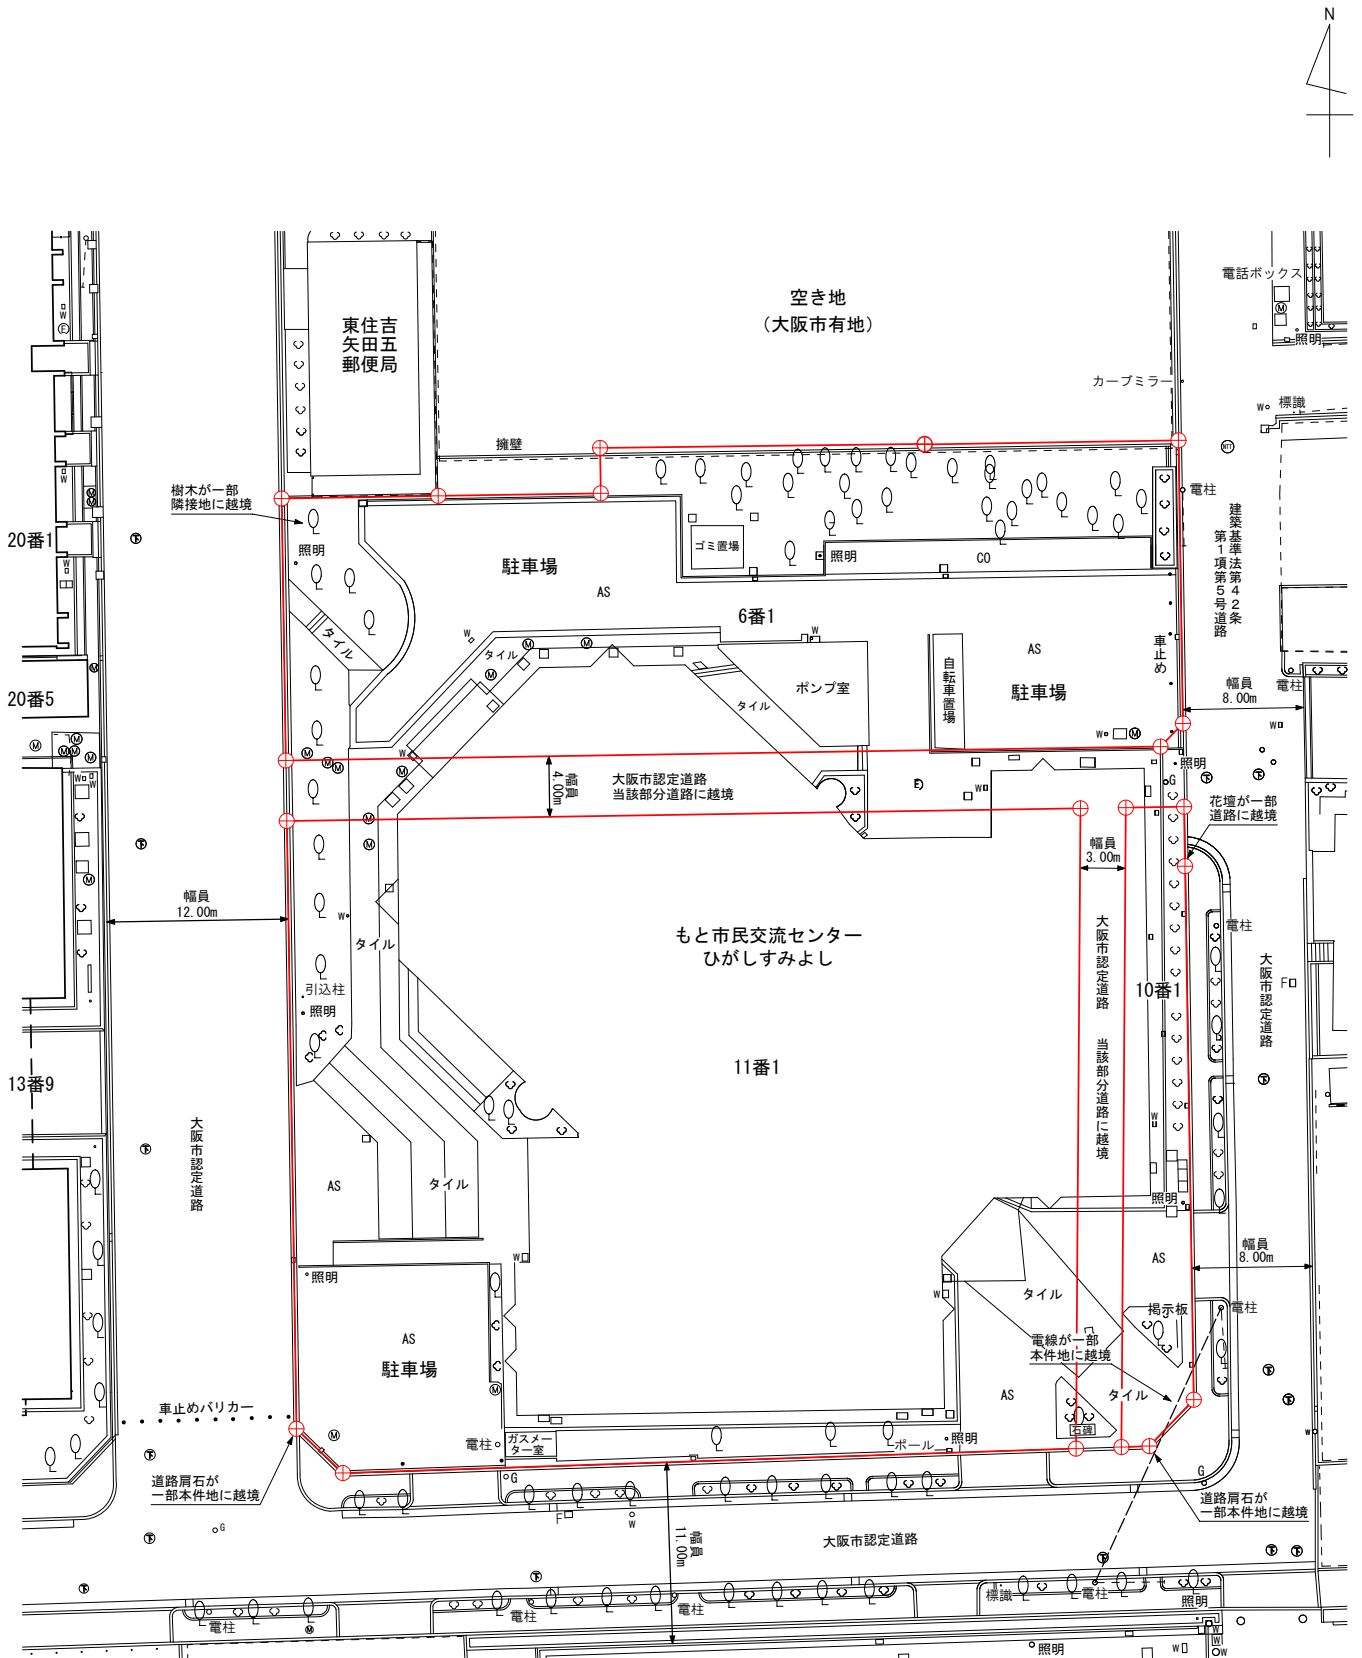 N
電話ボックス
空き地
（大阪市有地）
東住吉
矢田五
郵便局
照明
カーブミラー
標識
擁壁
電柱
樹木が一部
隣接地に越境
建築基準法第42条
第1項第5号道路
20番1
ゴミ置場
照明
CO
照明
駐車場
AS
6番1
タイル
タイル
AS
車止め
自転車置場
ポンプ室
駐車場
20番5
タイル
幅員
8.00m
電柱
幅員
4.00m
大阪市認定道路
当該部分道路に越境
照明
花壇が一部
道路に越境
幅員
3.00m
幅員
12.00m
もと市民交流センター
ひがしすみよし
タイル
大阪市認定道路　当該部分道路に越境
電柱
大阪市認定道路
引込柱
照明
10番1
11番1
13番9
大阪市認定道路
AS
タイル
照明
幅員
8.00m
AS
照明
タイル
掲示板
電柱
電線が一部
本件地に越境
AS
駐車場
AS
タイル
石碑
車止めバリカー
電柱
ガスメー
ター室
ポール
照明
道路肩石が
一部本件地に越境
道路肩石が
一部本件地に越境
幅員
11.00m
大阪市認定道路
電柱
電柱
電柱
標識
電柱
照明
照明